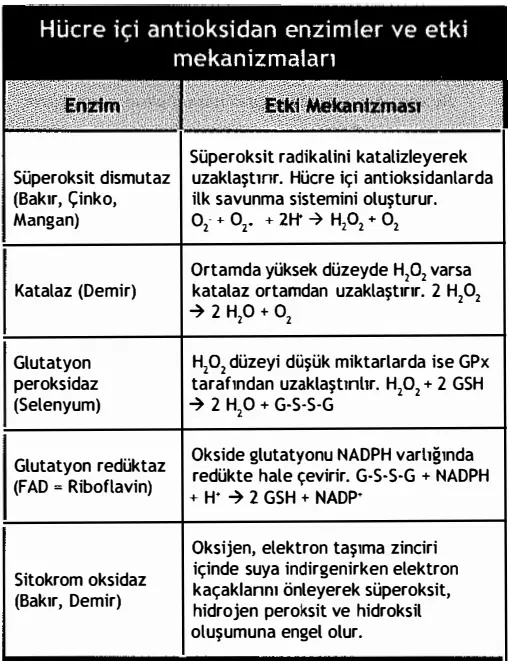 Hücre içi antioksidan enzimler ve etki
mekanizmaları
Enzim
Etki Mekanizması
Süperoksit dismutaz
(Bakır, Çinko,
Mangan)
Süperoksit radikalini katalizleyerek
uzaklaştırır. Hücre içi antioksidanlarda
ilk savunma sistemini oluşturur.
O₂· + O₂. + 2H⁺ → H₂O₂ + O₂
Katalaz (Demir)
Ortamda yüksek düzeyde H₂O₂ varsa
katalaz ortamdan uzaklaştırır. 2 H₂O₂
→ 2 H₂O + O₂
Glutatyon
peroksidaz
(Selenyum)
H₂O₂ düzeyi düşük miktarlarda ise GPx
tarafından uzaklaştırılır. H₂O₂ + 2 GSH
→ 2 H₂O + G-S-S-G
Glutatyon redüktaz
(FAD = Riboflavin)
Okside glutatyonu NADPH varlığında
redükte hale çevirir. G-S-S-G + NADPH
+ H⁺ → 2 GSH + NADP⁺
Sitokrom oksidaz
(Bakır, Demir)
Oksijen, elektron taşıma zinciri
içinde suya indirgenirken elektron
kaçaklarını önleyerek süperoksit,
hidrojen peroksit ve hidroksil
oluşumuna engel olur.